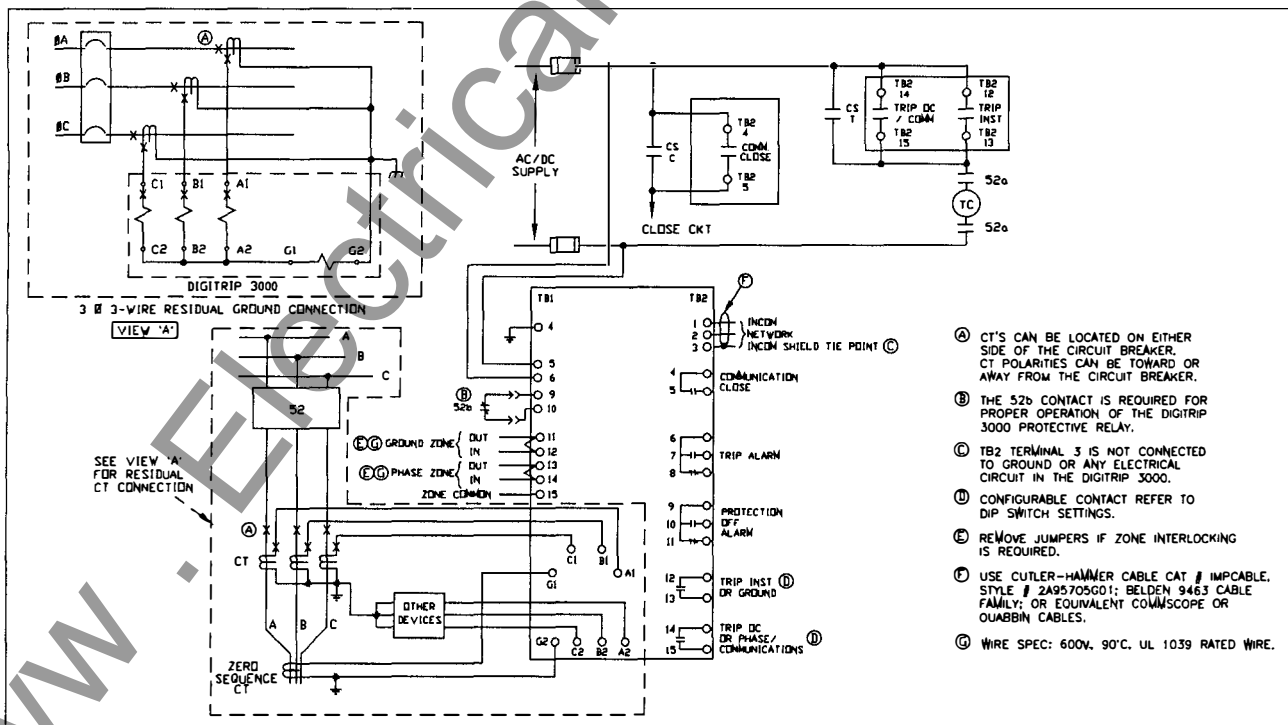 ØA
ØB
ØC
Ⓐ
C1 B1 A1
C2 B2 A2 G1 G2
DIGITRIP 3000
3 Ø 3-WIRE RESIDUAL GROUND CONNECTION
VIEW 'A'
AC/DC
SUPPLY
CS
C
TB2
4
COMM
CLOSE
TB2
5
CLOSE CKT
CS
T
TB2
14
TRIP OC
/ COMM
TB2
15
TB2
12
TRIP
INST
TB2
13
52a
TC
52a
A
B
C
52
SEE VIEW 'A'
FOR RESIDUAL
CT CONNECTION
Ⓐ
CT
A B C
ZERO
SEQUENCE
CT
OTHER
DEVICES
TB1
4
5
6
9
10
Ⓑ
52b
ⒺⒼ GROUND ZONE { OUT 11
IN 12
ⒺⒼ PHASE ZONE { OUT 13
IN 14
ZONE COMMON 15
C1 B1 A1
G1
G2 C2 B2 A2
TB2
Ⓕ
1 INCOM
2 NETWORK
3 INCOM SHIELD TIE POINT Ⓒ
4 COMMUNICATION
5 CLOSE
6
7 TRIP ALARM
8
9 PROTECTION
10 OFF
11 ALARM
12 TRIP INST Ⓓ
13 OR GROUND
14 TRIP OC
OR PHASE/ Ⓓ
15 COMMUNICATIONS
Ⓐ CT'S CAN BE LOCATED ON EITHER
SIDE OF THE CIRCUIT BREAKER.
CT POLARITIES CAN BE TOWARD OR
AWAY FROM THE CIRCUIT BREAKER.
Ⓑ THE 52b CONTACT IS REQUIRED FOR
PROPER OPERATION OF THE DIGITRIP
3000 PROTECTIVE RELAY.
Ⓒ TB2 TERMINAL 3 IS NOT CONNECTED
TO GROUND OR ANY ELECTRICAL
CIRCUIT IN THE DIGITRIP 3000.
Ⓓ CONFIGURABLE CONTACT REFER TO
DIP SWITCH SETTINGS.
Ⓔ REMOVE JUMPERS IF ZONE INTERLOCKING
IS REQUIRED.
Ⓕ USE CUTLER-HAMMER CABLE CAT # IMPCABLE,
STYLE # 2A95705G01; BELDEN 9463 CABLE
FAMILY; OR EQUIVALENT COMMSCOPE OR
QUABBIN CABLES.
Ⓖ WIRE SPEC: 600V, 90°C, UL 1039 RATED WIRE.
ww . Electrica